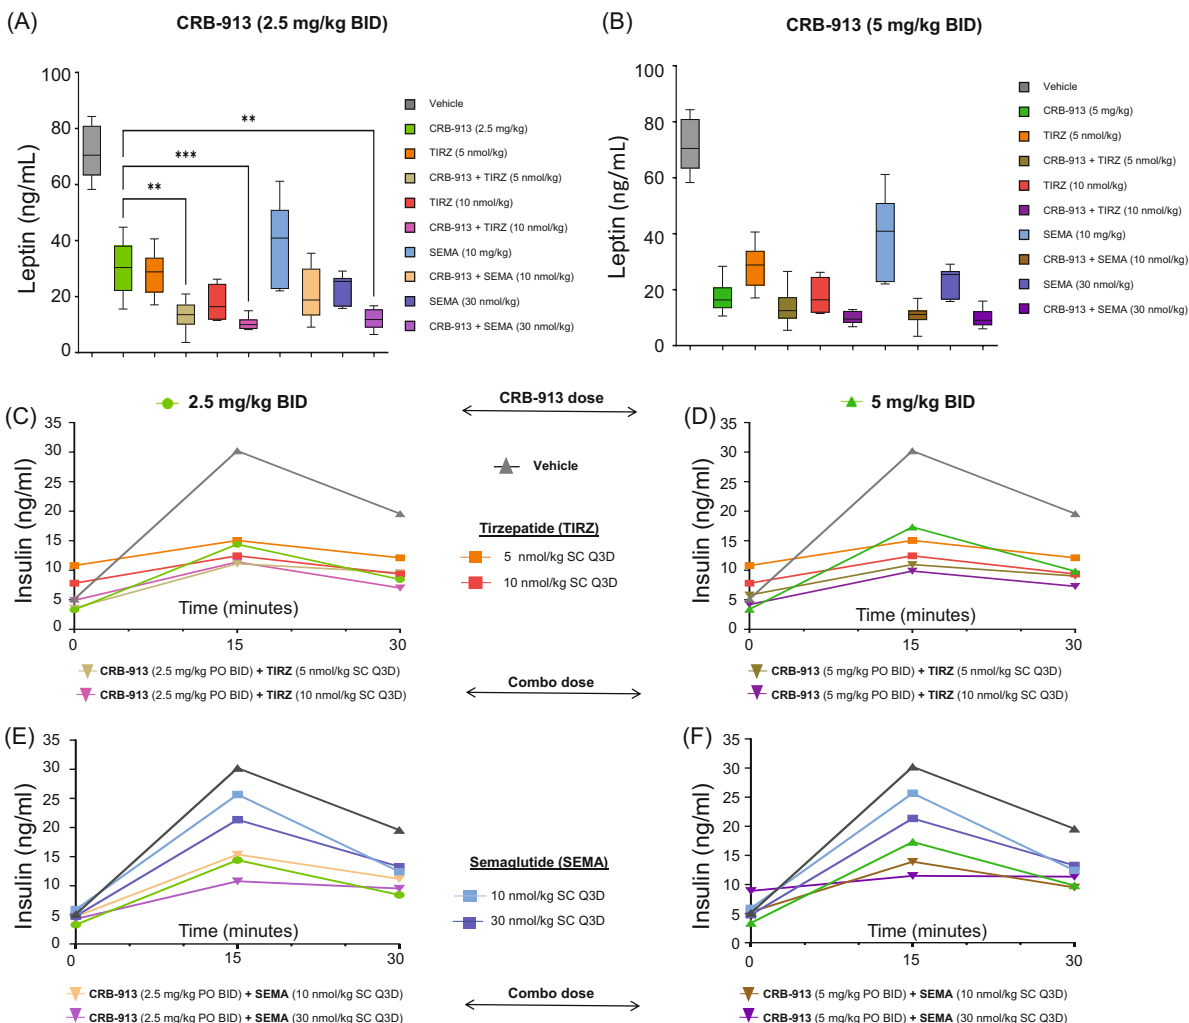 (A)
CRB-913 (2.5 mg/kg BID)
Leptin (ng/mL)
100
80
60
40
20
0
**
***
**
Vehicle
CRB-913 (2.5 mg/kg)
TIRZ (5 nmol/kg)
CRB-913 + TIRZ (5 nmol/kg)
TIRZ (10 nmol/kg)
CRB-913 + TIRZ (10 nmol/kg)
SEMA (10 mg/kg)
CRB-913 + SEMA (10 nmol/kg)
SEMA (30 nmol/kg)
CRB-913 + SEMA (30 nmol/kg)
(B)
CRB-913 (5 mg/kg BID)
Leptin (ng/mL)
100
80
60
40
20
0
Vehicle
CRB-913 (5 mg/kg)
TIRZ (5 nmol/kg)
CRB-913 + TIRZ (5 nmol/kg)
TIRZ (10 nmol/kg)
CRB-913 + TIRZ (10 nmol/kg)
SEMA (10 mg/kg)
CRB-913 + SEMA (10 nmol/kg)
SEMA (30 nmol/kg)
CRB-913 + SEMA (30 nmol/kg)
(C)
2.5 mg/kg BID
Insulin (ng/ml)
35
30
25
20
15
10
5
0
Time (minutes)
0
15
30
CRB-913 (2.5 mg/kg PO BID) + TIRZ (5 nmol/kg SC Q3D)
CRB-913 (2.5 mg/kg PO BID) + TIRZ (10 nmol/kg SC Q3D)
CRB-913 dose
Vehicle
Tirzepatide (TIRZ)
5 nmol/kg SC Q3D
10 nmol/kg SC Q3D
Combo dose
(D)
5 mg/kg BID
Insulin (ng/ml)
35
30
25
20
15
10
5
0
Time (minutes)
0
15
30
CRB-913 (5 mg/kg PO BID) + TIRZ (5 nmol/kg SC Q3D)
CRB-913 (5 mg/kg PO BID) + TIRZ (10 nmol/kg SC Q3D)
(E)
Insulin (ng/ml)
35
30
25
20
15
10
5
0
Time (minutes)
0
15
30
CRB-913 (2.5 mg/kg PO BID) + SEMA (10 nmol/kg SC Q3D)
CRB-913 (2.5 mg/kg PO BID) + SEMA (30 nmol/kg SC Q3D)
Semaglutide (SEMA)
10 nmol/kg SC Q3D
30 nmol/kg SC Q3D
Combo dose
(F)
Insulin (ng/ml)
35
30
25
20
15
10
5
0
Time (minutes)
0
15
30
CRB-913 (5 mg/kg PO BID) + SEMA (10 nmol/kg SC Q3D)
CRB-913 (5 mg/kg PO BID) + SEMA (30 nmol/kg SC Q3D)